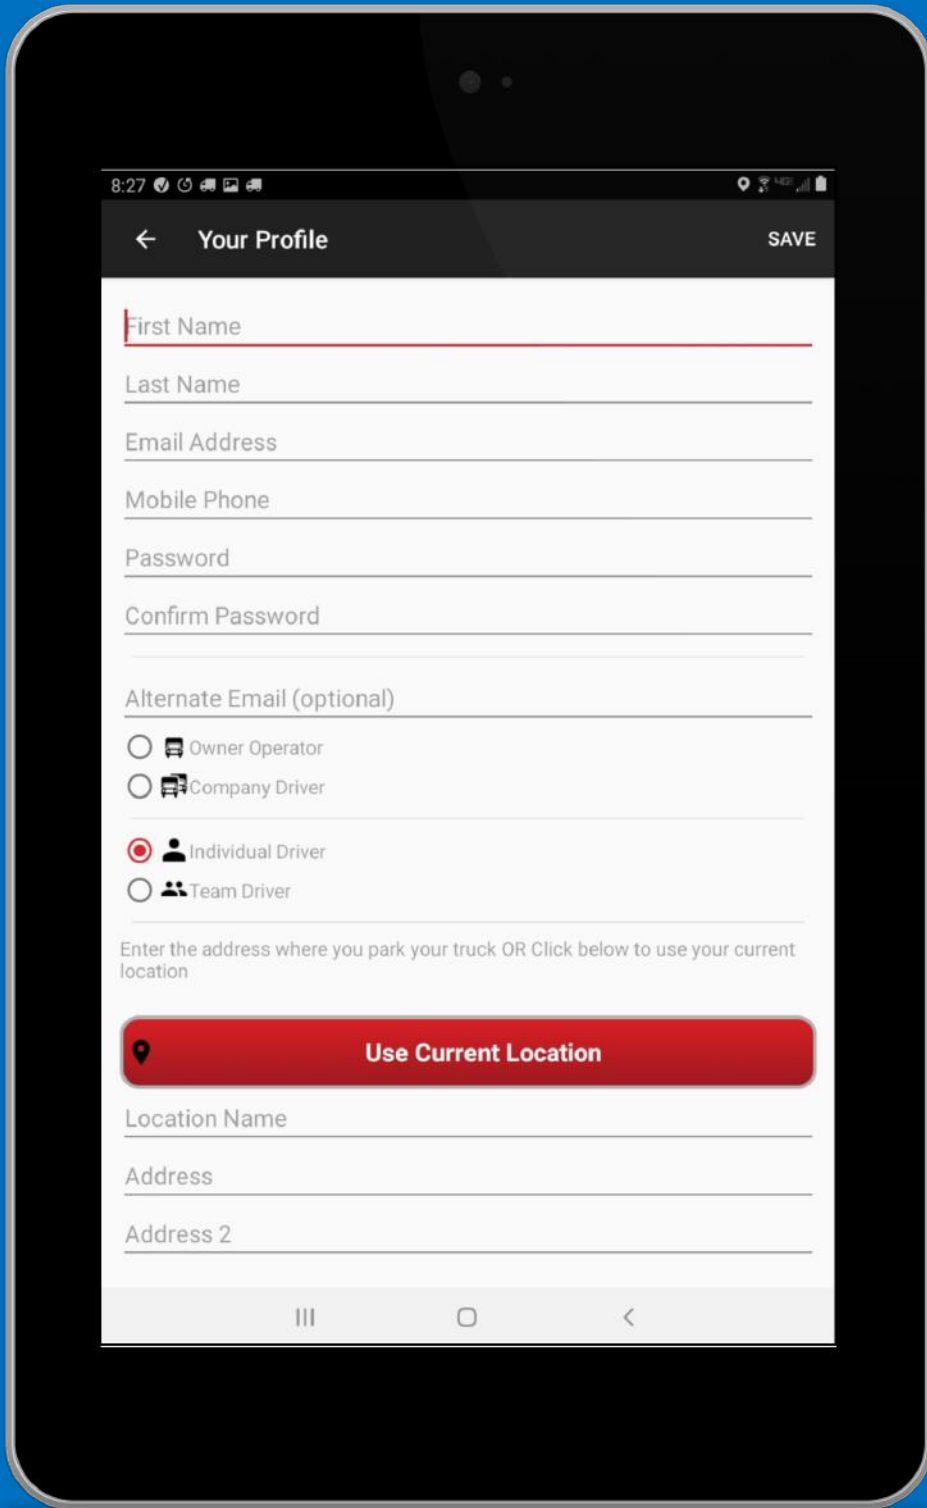 8:27
4GE
Your Profile
SAVE
First Name
Last Name
Email Address
Mobile Phone
Password
Confirm Password
Alternate Email (optional)
Owner Operator
Company Driver
Individual Driver
Team Driver
Enter the address where you park your truck OR Click below to use your current
location
Use Current Location
Location Name
Address
Address 2